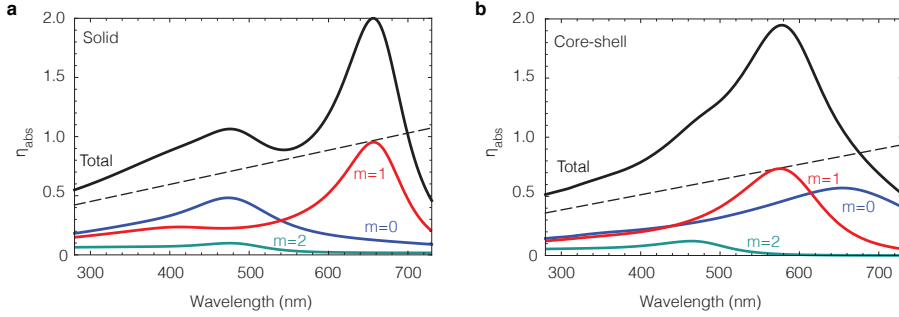 a
Solid
2.0
1.5
1.0
0.5
0
η_abs
Total
m=1
m=0
m=2
300 400 500 600 700
Wavelength (nm)
b
Core-shell
2.0
1.5
1.0
0.5
0
η_abs
Total
m=1
m=0
m=2
300 400 500 600 700
Wavelength (nm)